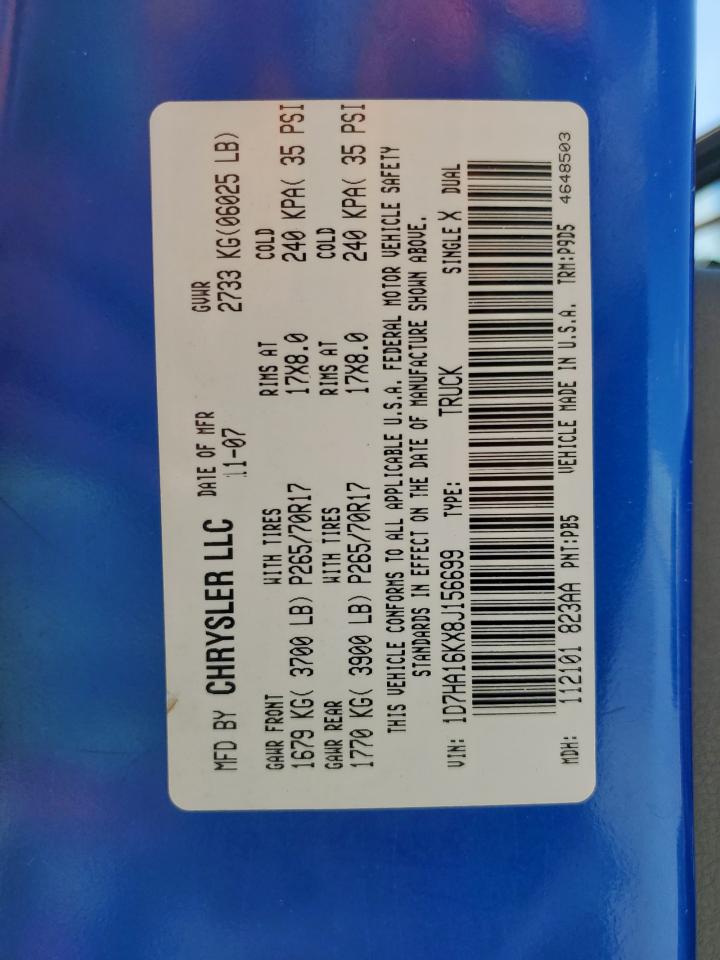 MFD BY CHRYSLER LLC DATE OF MFR GVWR
11-07 2733 KG(06025 LB)
GAWR FRONT WITH TIRES RIMS AT COLD
1679 KG( 3700 LB) P265/70R17 17X8.0 240 KPA( 35 PSI
GAWR REAR WITH TIRES RIMS AT COLD
1770 KG( 3900 LB) P265/70R17 17X8.0 240 KPA( 35 PSI
THIS VEHICLE CONFORMS TO ALL APPLICABLE U.S.A. FEDERAL MOTOR VEHICLE SAFETY
STANDARDS IN EFFECT ON THE DATE OF MANUFACTURE SHOWN ABOVE.
VIN: 1D7HA16KX8J156699 TYPE: TRUCK SINGLE X DUAL
MDH: 112101 823AA PNT:PB5 VEHICLE MADE IN U.S.A. TRM:P9D5 4648503